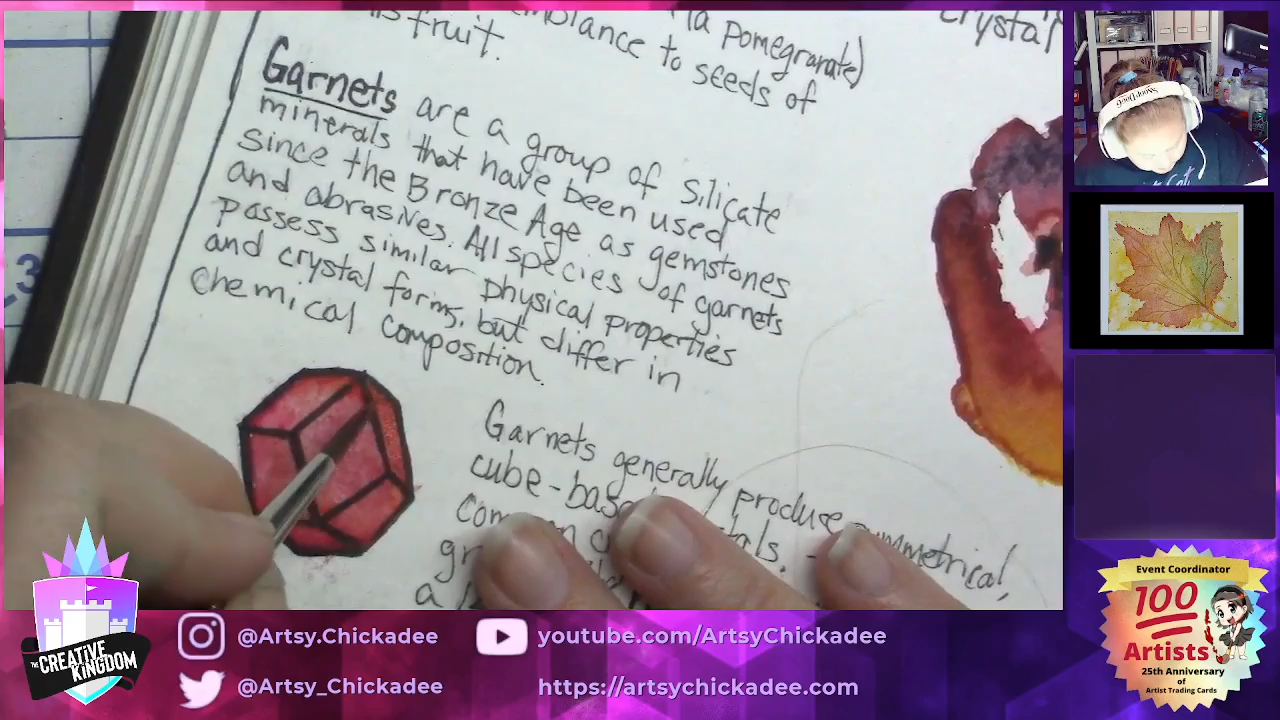 (la pomegranate)
crystal
resemblance to seeds of
fruit.
Garnets are a group of Silicate
minerals that have been used
since the Bronze Age as gemstones
and abrasives. All species of garnets
possess similar physical properties
and crystal forms, but differ in
chemical composition.
Garnets generally produce symmetrical,
cube-based
a
@Artsy.Chickadee
youtube.com/ArtsyChickadee
@Artsy_Chickadee
https://artsychickadee.com
THE CREATIVE KINGDOM
Event Coordinator
100
Artists
25th Anniversary
of
Artist Trading Cards